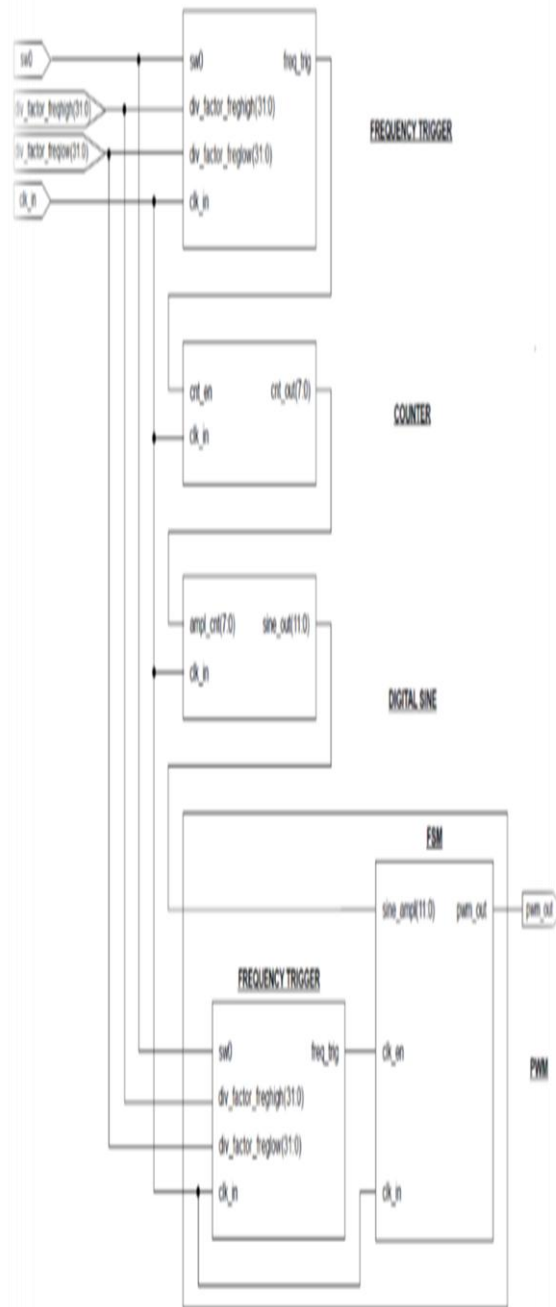 sw0
sw0
freq_trig
div_factor_freqhigh(31:0)
div_factor_freqhigh(31:0)
FREQUENCY TRIGGER
div_factor_freqlow(31:0)
div_factor_freqlow(31:0)
clk_in
clk_in
cnt_en
cnt_out(7:0)
COUNTER
clk_in
ampl_cnt(7:0)
sine_out(11:0)
clk_in
DIGITAL SINE
FSM
sine_ampl(11:0)
pwm_out
pwm_out
FREQUENCY TRIGGER
sw0
freq_trig
clk_en
PWM
div_factor_freqhigh(31:0)
div_factor_freqlow(31:0)
clk_in
clk_in